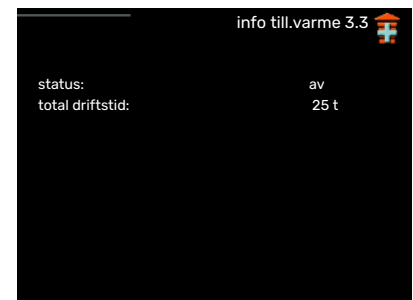 info till.varme 3.3
status: av
total driftstid: 25 t